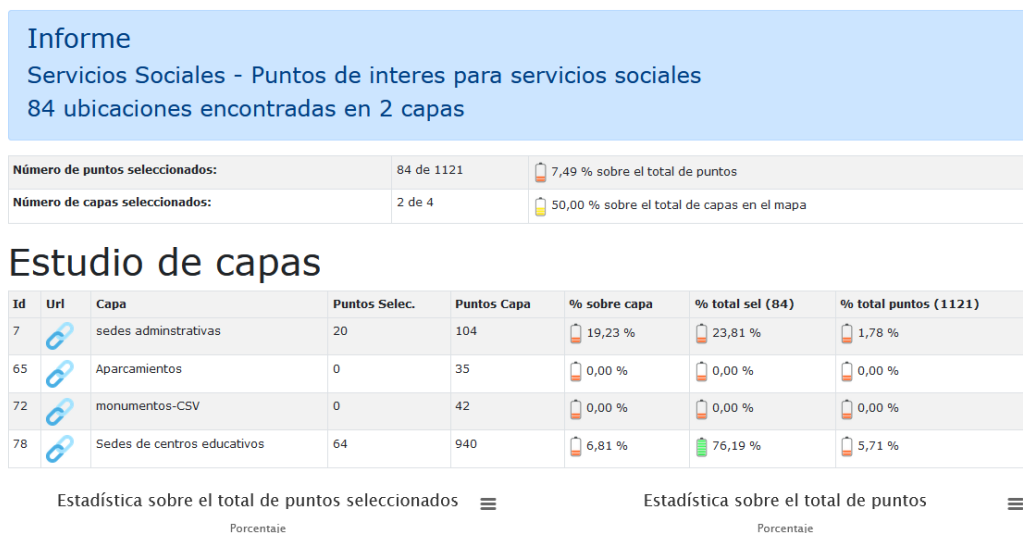 Informe
Servicios Sociales - Puntos de interes para servicios sociales
84 ubicaciones encontradas en 2 capas
Número de puntos seleccionados: 84 de 1121 7,49 % sobre el total de puntos
Número de capas seleccionados: 2 de 4 50,00 % sobre el total de capas en el mapa
Estudio de capas
Id Url Capa Puntos Selec. Puntos Capa % sobre capa % total sel (84) % total puntos (1121)
7 sedes adminstrativas 20 104 19,23 % 23,81 % 1,78 %
65 Aparcamientos 0 35 0,00 % 0,00 % 0,00 %
72 monumentos-CSV 0 42 0,00 % 0,00 % 0,00 %
78 Sedes de centros educativos 64 940 6,81 % 76,19 % 5,71 %
Estadística sobre el total de puntos seleccionados Estadística sobre el total de puntos
Porcentaje Porcentaje